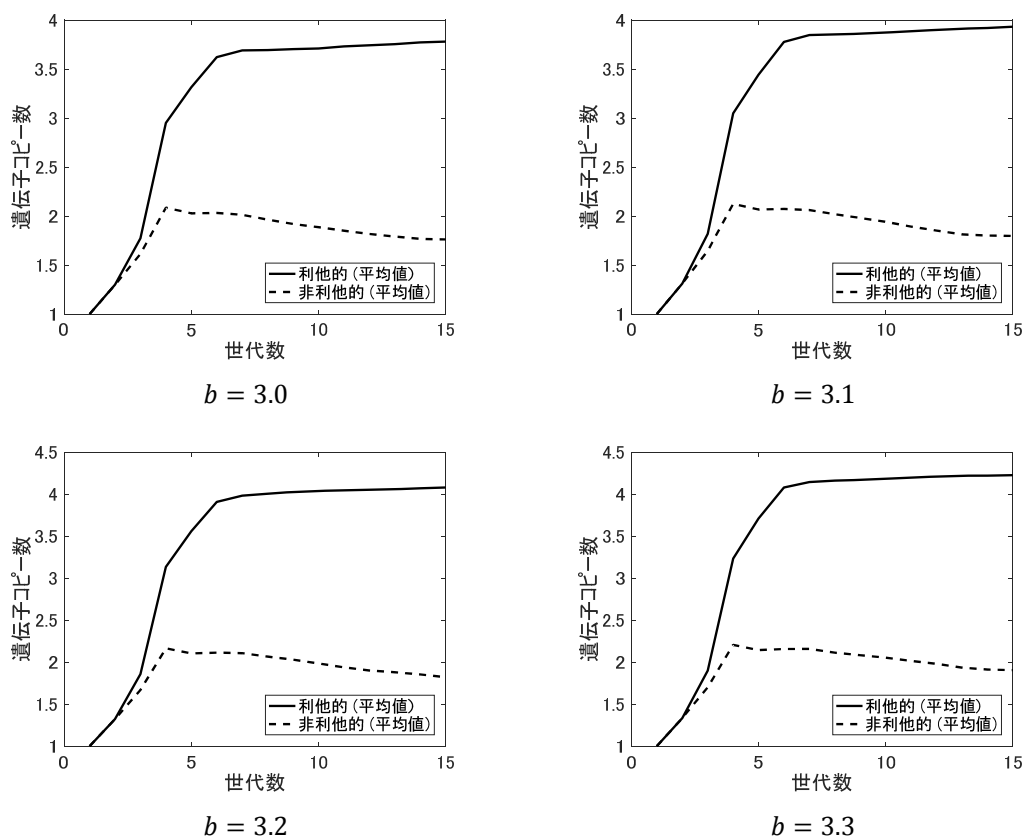 4
3.5
3
2.5
2
1.5
1
遺伝子コピー数
利他的 (平均値)
非利他的 (平均値)
0
5
10
15
世代数
b = 3.0
4
3.5
3
2.5
2
1.5
1
遺伝子コピー数
利他的 (平均値)
非利他的 (平均値)
0
5
10
15
世代数
b = 3.1
4.5
4
3.5
3
2.5
2
1.5
1
遺伝子コピー数
利他的 (平均値)
非利他的 (平均値)
0
5
10
15
世代数
b = 3.2
4.5
4
3.5
3
2.5
2
1.5
1
遺伝子コピー数
利他的 (平均値)
非利他的 (平均値)
0
5
10
15
世代数
b = 3.3